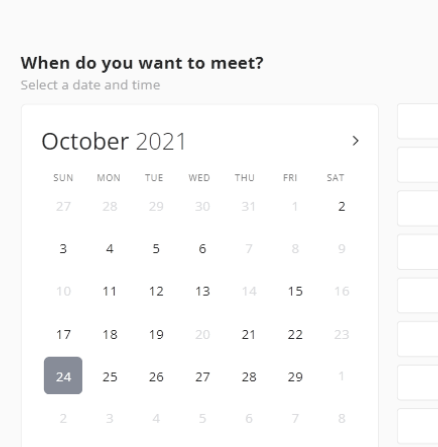 When do you want to meet?
Select a date and time
October 2021
SUN MON TUE WED THU FRI SAT
27 28 29 30 31 1 2
3 4 5 6 7 8 9
10 11 12 13 14 15 16
17 18 19 20 21 22 23
24 25 26 27 28 29 1
2 3 4 5 6 7 8